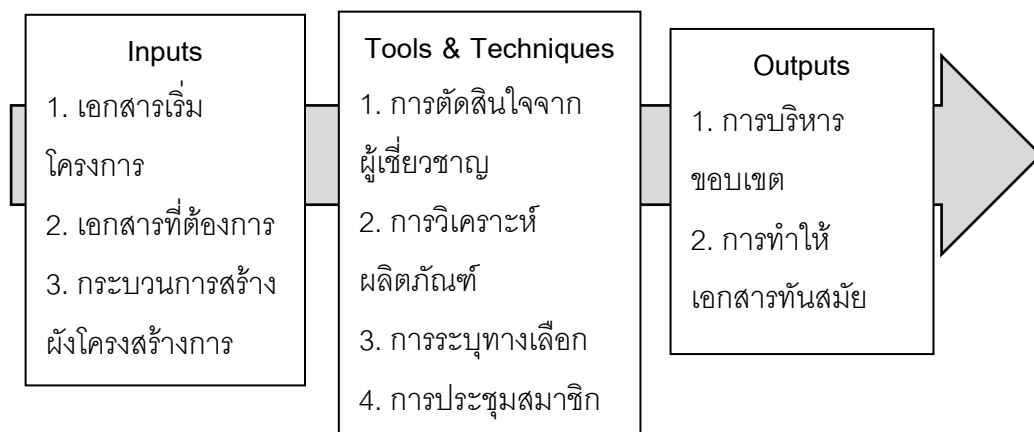 Inputs
1. เอกสารเริ่ม
โครงการ
2. เอกสารที่ต้องการ
3. กระบวนการสร้าง
ผังโครงสร้างการ
Tools & Techniques
1. การตัดสินใจจาก
ผู้เชี่ยวชาญ
2. การวิเคราะห์
ผลิตภัณฑ์
3. การระบุทางเลือก
4. การประชุมสมาชิก
Outputs
1. การบริหาร
ขอบเขต
2. การทำให้
เอกสารทันสมัย